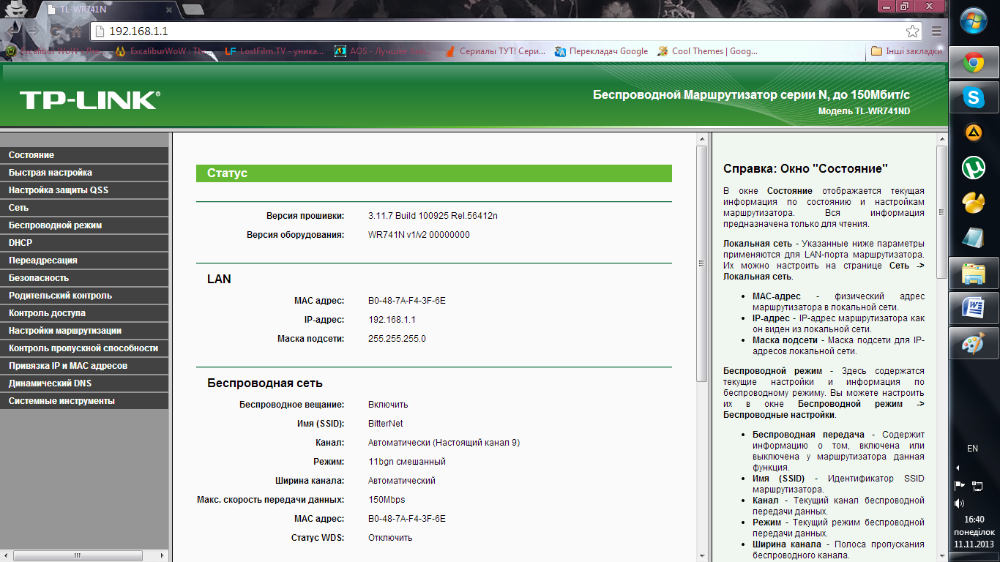 TL-WR741N
192.168.1.1
LostFilm.TV - уника...
AOS - Лучшие
Сериалы ТУТ! Сери...
Перекладач Google
Cool Themes | Goog...
Інші закладки
TP-LINK®
Беспроводной Маршрутизатор серии N, до 150Мбит/с
Модель TL-WR741ND
Состояние
Быстрая настройка
Настройка защиты QSS
Сеть
Беспроводной режим
DHCP
Переадресация
Безопасность
Родительский контроль
Контроль доступа
Настройки маршрутизации
Контроль пропускной способности
Привязка IP и MAC адресов
Динамический DNS
Системные инструменты
Статус
Версия прошивки: 3.11.7 Build 100925 Rel.56412n
Версия оборудования: WR741N v1/v2 00000000
LAN
MAC адрес: B0-48-7A-F4-3F-6E
IP-адрес: 192.168.1.1
Маска подсети: 255.255.255.0
Беспроводная сеть
Беспроводное вещание: Включить
Имя (SSID): BitterNet
Канал: Автоматически (Настоящий канал 9)
Режим: 11bgn смешанный
Ширина канала: Автоматический
Макс. скорость передачи данных: 150Mbps
MAC адрес: B0-48-7A-F4-3F-6E
Статус WDS: Отключить
Справка: Окно "Состояние"
В окне Состояние отображается текущая
информация по состоянию и настройкам
маршрутизатора. Вся информация
предназначена только для чтения.
Локальная сеть - Указанные ниже параметры
применяются для LAN-порта маршрутизатора.
Их можно настроить на странице Сеть ->
Локальная сеть.
• MAC-адрес - физический адрес
маршрутизатора в локальной сети.
• IP-адрес - IP-адрес маршрутизатора как
он виден из локальной сети.
• Маска подсети - Маска подсети для IP-
адресов локальной сети.
Беспроводной режим - Здесь содержатся
текущие настройки и информация по
беспроводному режиму. Вы можете настроить
их в окне Беспроводной режим ->
Беспроводные настройки.
• Беспроводная передача - Содержит
информацию о том, включена или
выключена у маршрутизатора данная
функция.
• Имя (SSID) - Идентификатор SSID
маршрутизатора.
• Канал - Текущий канал беспроводной
передачи данных.
• Режим - Текущий режим беспроводной
передачи данных.
• Ширина канала - Полоса пропускания
беспроводного канала.
EN
16:40
понеділок
11.11.2013